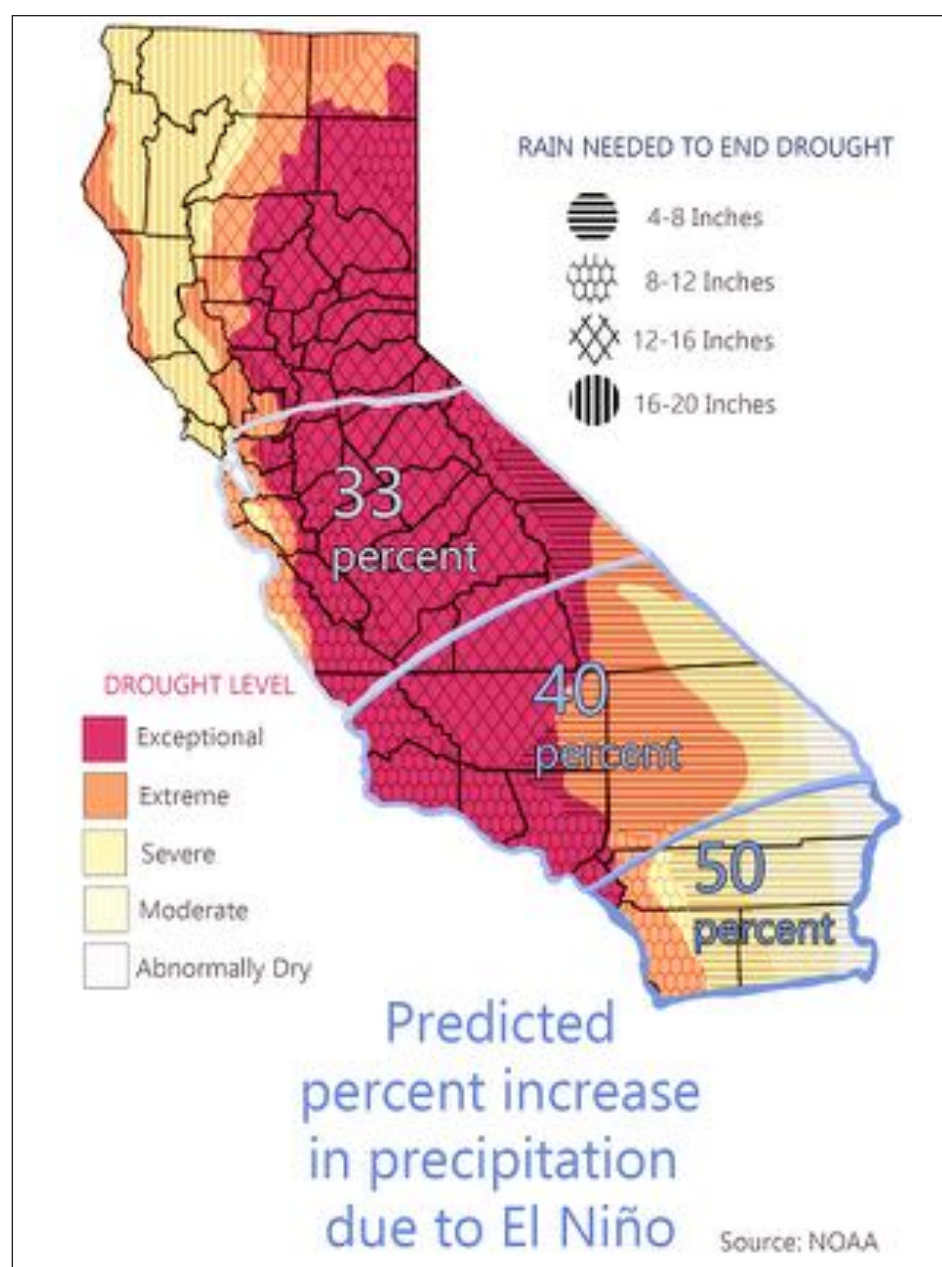 RAIN NEEDED TO END DROUGHT
4-8 Inches
8-12 Inches
12-16 Inches
16-20 Inches
33
percent
40
percent
50
percent
DROUGHT LEVEL
Exceptional
Extreme
Severe
Moderate
Abnormally Dry
Predicted
percent increase
in precipitation
due to El Niño
Source: NOAA